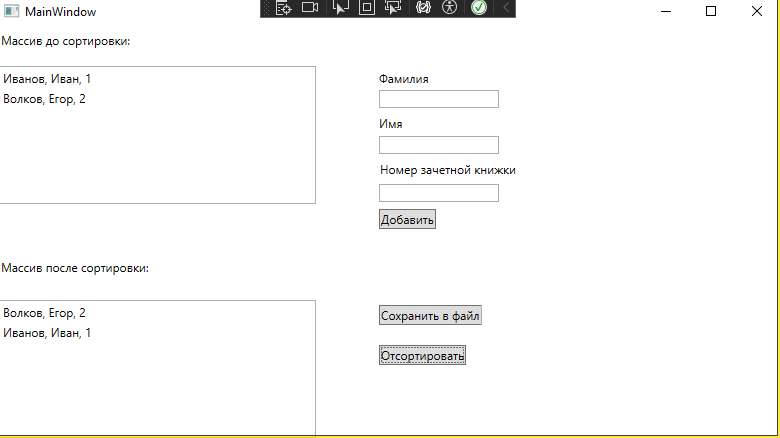 MainWindow
Массив до сортировки:
Иванов, Иван, 1
Волков, Егор, 2
Фамилия
Имя
Номер зачетной книжки
Добавить
Массив после сортировки:
Волков, Егор, 2
Иванов, Иван, 1
Сохранить в файл
Отсортировать